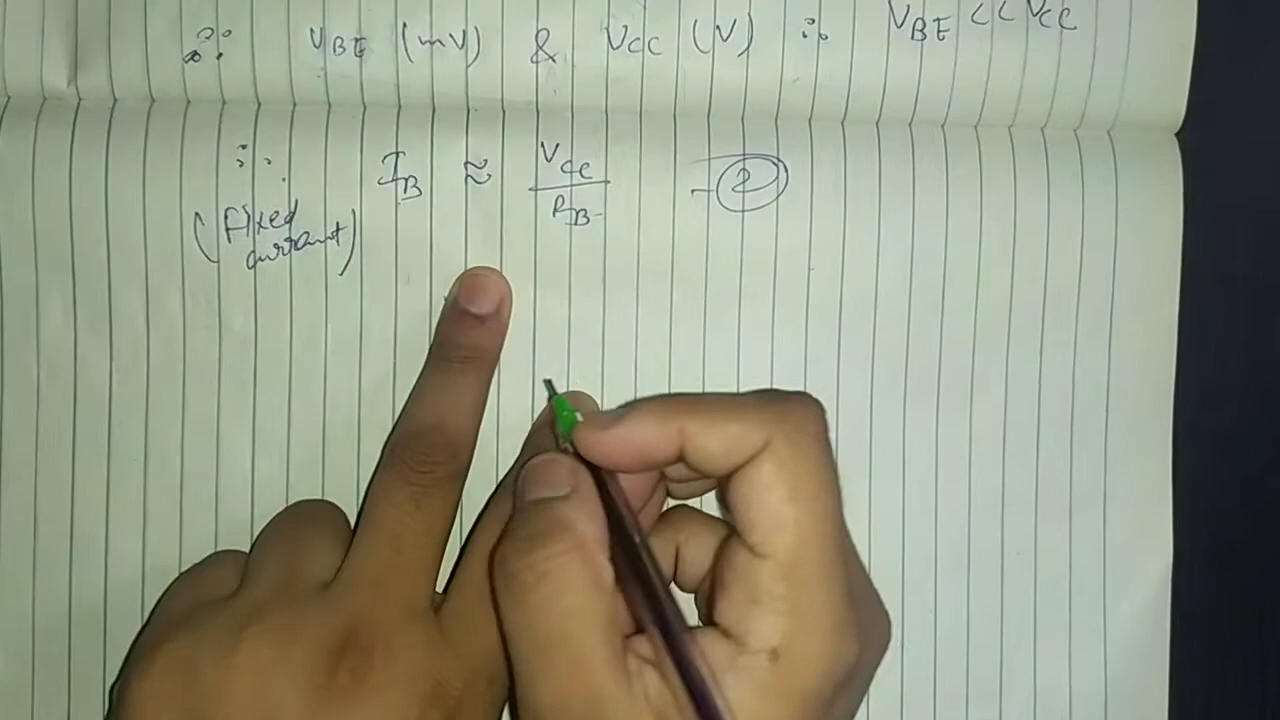 ∵ VBE (mV) & VCC (V) ∴ VBE << VCC
∴ IB ≈ VCC / RB - ②
(Fixed current)